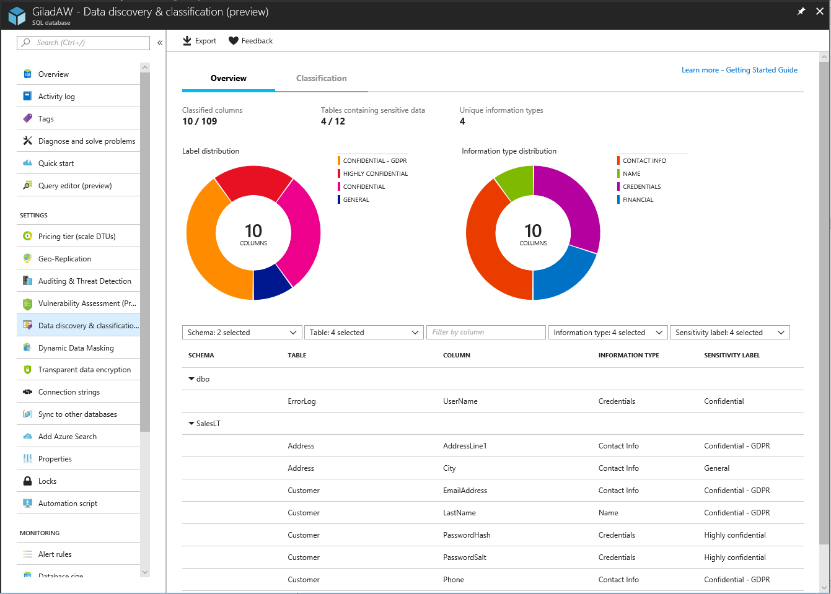 GiladAW - Data discovery & classification (preview)
SQL database
Search (Ctrl+/)
«
Overview
Activity log
Tags
Diagnose and solve problems
Quick start
Query editor (preview)
SETTINGS
Pricing tier (scale DTUs)
Geo-Replication
Auditing & Threat Detection
Vulnerability Assessment (Pr...
Data discovery & classificatio...
Dynamic Data Masking
Transparent data encryption
Connection strings
Sync to other databases
Add Azure Search
Properties
Locks
Automation script
MONITORING
Alert rules
Database size
Export Feedback
Overview Classification
Learn more - Getting Started Guide
Classified columns Tables containing sensitive data Unique information types
10 / 109 4 / 12 4
Label distribution
10
COLUMNS
CONFIDENTIAL - GDPR
HIGHLY CONFIDENTIAL
CONFIDENTIAL
GENERAL
Information type distribution
10
COLUMNS
CONTACT INFO
NAME
CREDENTIALS
FINANCIAL
Schema: 2 selected Table: 4 selected Filter by column Information type: 4 selected Sensitivity label: 4 selected
SCHEMA TABLE COLUMN INFORMATION TYPE SENSITIVITY LABEL
dbo
ErrorLog UserName Credentials Confidential
SalesLT
Address AddressLine1 Contact Info Confidential - GDPR
Address City Contact Info General
Customer EmailAddress Contact Info Confidential - GDPR
Customer LastName Name Confidential - GDPR
Customer PasswordHash Credentials Highly confidential
Customer PasswordSalt Credentials Highly confidential
Customer Phone Contact Info Confidential - GDPR